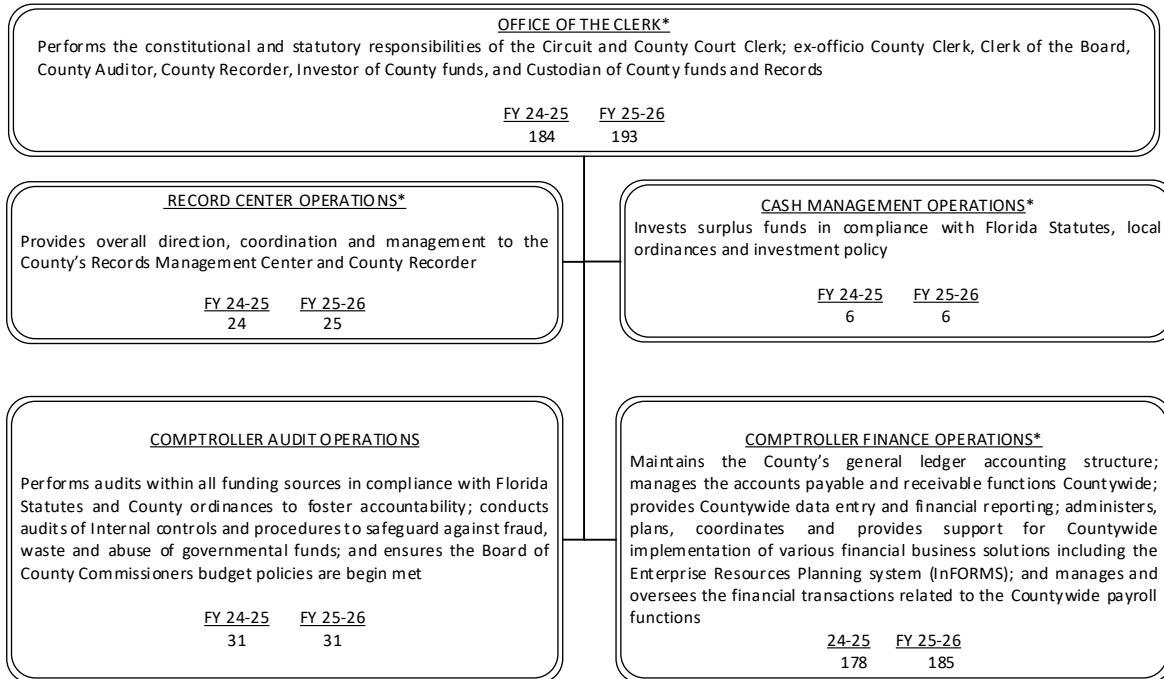 OFFICE OF THE CLERK*
Performs the constitutional and statutory responsibilities of the Circuit and County Court Clerk; ex-officio County Clerk, Clerk of the Board,
County Auditor, County Recorder, Investor of County funds, and Custodian of County funds and Records
FY 24-25 FY 25-26
184 193
RECORD CENTER OPERATIONS*
Provides overall direction, coordination and management to the
County's Records Management Center and County Recorder
FY 24-25 FY 25-26
24 25
CASH MANAGEMENT OPERATIONS*
Invests surplus funds in compliance with Florida Statutes, local
ordinances and investment policy
FY 24-25 FY 25-26
6 6
COMPTROLLER AUDIT OPERATIONS
Performs audits within all funding sources in compliance with Florida
Statutes and County ordinances to foster accountability; conducts
audits of Internal controls and procedures to safeguard against fraud,
waste and abuse of governmental funds; and ensures the Board of
County Commissioners budget policies are begin met
FY 24-25 FY 25-26
31 31
COMPTROLLER FINANCE OPERATIONS*
Maintains the County's general ledger accounting structure;
manages the accounts payable and receivable functions Countywide;
provides Countywide data entry and financial reporting; administers,
plans, coordinates and provides support for Countywide
implementation of various financial business solutions including the
Enterprise Resources Planning system (InFORMS); and manages and
oversees the financial transactions related to the Countywide payroll
functions
24-25 FY 25-26
178 185